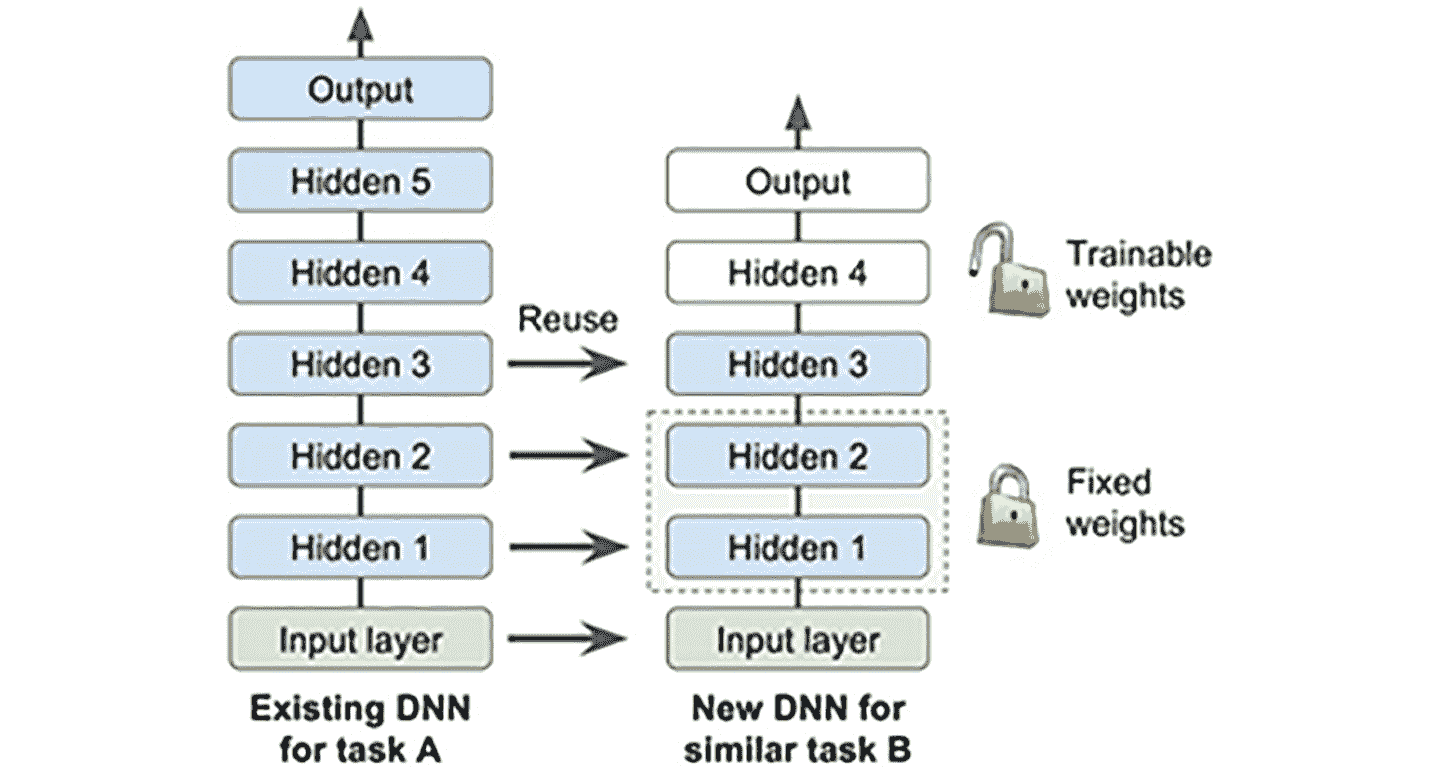 Output
Hidden 5
Hidden 4
Hidden 3
Hidden 2
Hidden 1
Input layer
Existing DNN
for task A
Reuse
Output
Hidden 4
Hidden 3
Hidden 2
Hidden 1
Input layer
New DNN for
similar task B
Trainable
weights
Fixed
weights